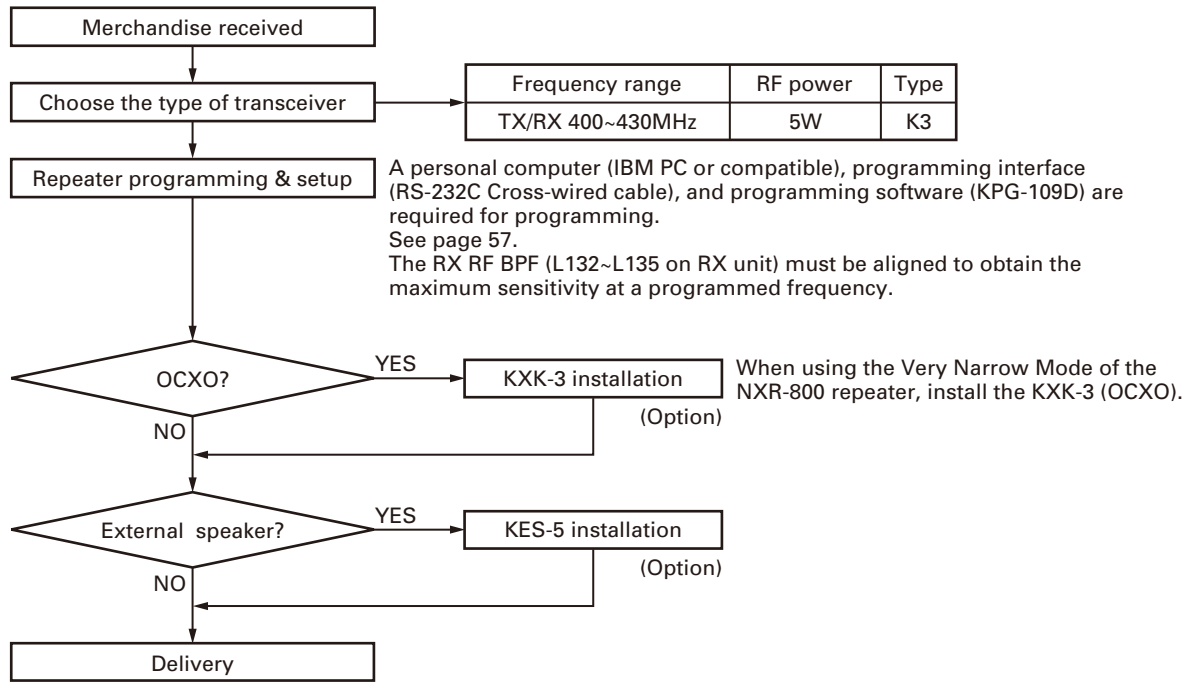 Merchandise received
Choose the type of transceiver
Frequency range RF power Type
TX/RX 400~430MHz 5W K3
Repeater programming & setup
A personal computer (IBM PC or compatible), programming interface
(RS-232C Cross-wired cable), and programming software (KPG-109D) are
required for programming.
See page 57.
The RX RF BPF (L132~L135 on RX unit) must be aligned to obtain the
maximum sensitivity at a programmed frequency.
OCXO?
YES
KXK-3 installation
(Option)
When using the Very Narrow Mode of the
NXR-800 repeater, install the KXK-3 (OCXO).
NO
External speaker?
YES
KES-5 installation
(Option)
NO
Delivery